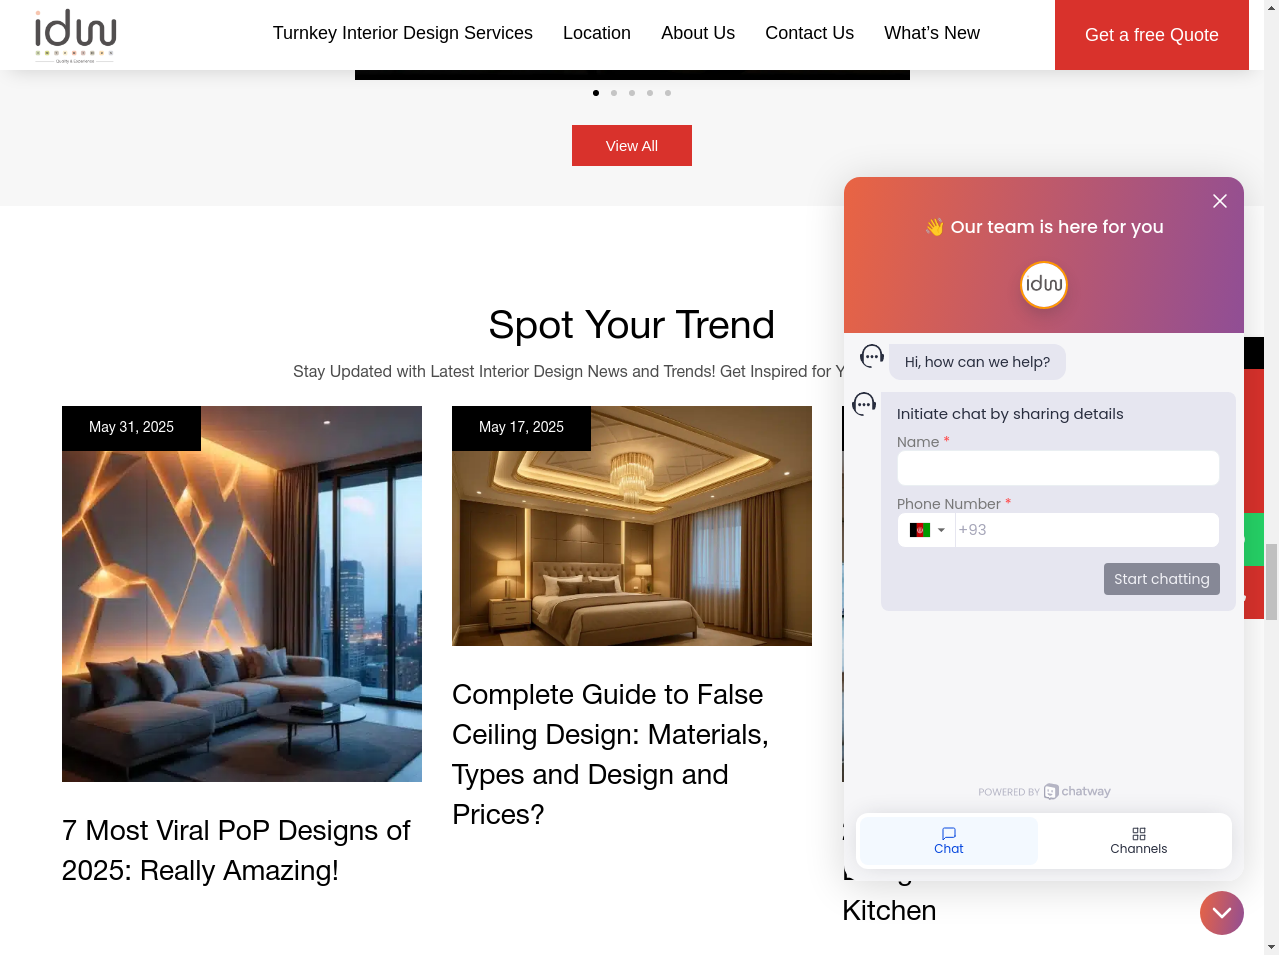 idw
Quality & Experience
Turnkey Interior Design Services
Location
About Us
Contact Us
What's New
Get a free Quote
View All
Spot Your Trend
Stay Updated with Latest Interior Design News and Trends! Get Inspired for
May 31, 2025
May 17, 2025
7 Most Viral PoP Designs of
2025: Really Amazing!
Complete Guide to False
Ceiling Design: Materials,
Types and Design and
Prices?
Kitchen
👋 Our team is here for you
idw
Hi, how can we help?
Initiate chat by sharing details
Name *
Phone Number *
+93
Start chatting
POWERED BY chatway
Chat
Channels